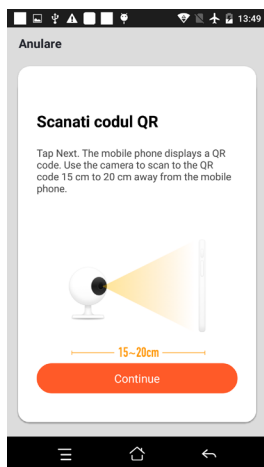 13:49
Anulare
Scanati codul QR
Tap Next. The mobile phone displays a QR
code. Use the camera to scan to the QR
code 15 cm to 20 cm away from the mobile
phone.
15~20cm
Continue